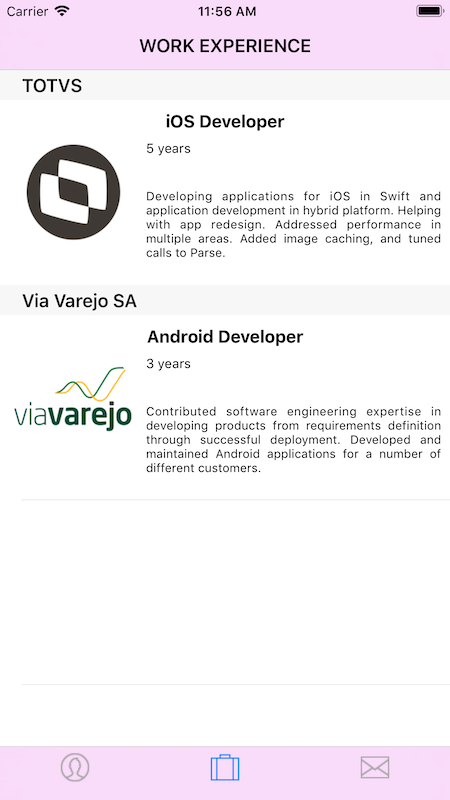 Carrier 11:56 AM
WORK EXPERIENCE
TOTVS
iOS Developer
5 years
Developing applications for iOS in Swift and
application development in hybrid platform. Helping
with app redesign. Addressed performance in
multiple areas. Added image caching, and tuned
calls to Parse.
Via Varejo SA
Android Developer
3 years
viavarejo
Contributed software engineering expertise in
developing products from requirements definition
through successful deployment. Developed and
maintained Android applications for a number of
different customers.